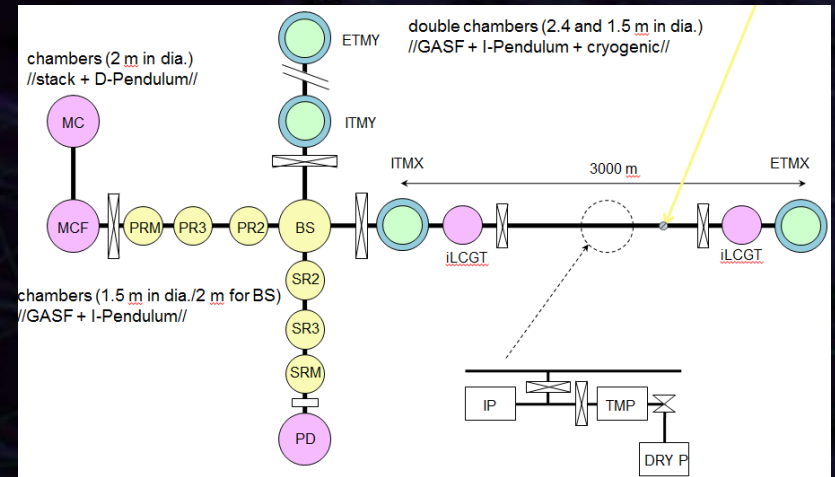 double chambers (2.4 and 1.5 m in dia.)
//GASF + I-Pendulum + cryogenic//
ETMY
chambers (2 m in dia.)
//stack + D-Pendulum//
MC
ITMY
ITMX
3000 m
ETMX
MCF
PRM
PR3
PR2
BS
iLCGT
iLCGT
SR2
chambers (1.5 m in dia./2 m for BS)
//GASF + I-Pendulum//
SR3
SRM
IP
TMP
PD
DRY P